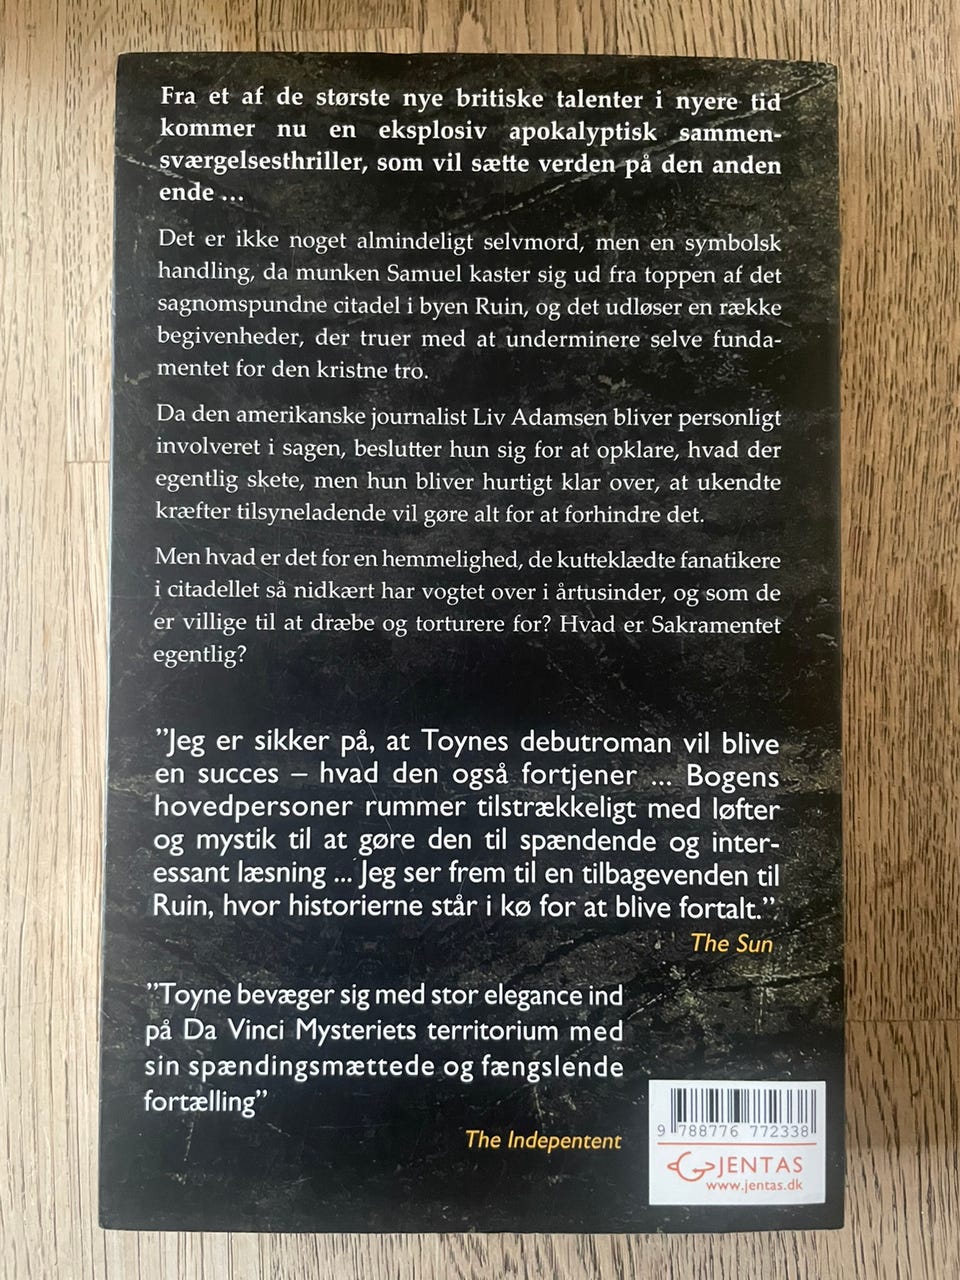 Fra et af de største nye britiske talenter i nyere tid
kommer nu en eksplosiv apokalyptisk sammen-
sværgelsesthriller, som vil sætte verden på den anden
ende ...
Det er ikke noget almindeligt selvmord, men en symbolsk
handling, da munken Samuel kaster sig ud fra toppen af det
sagnomspundne citadel i byen Ruin, og det udløser en række
begivenheder, der truer med at underminere selve funda-
mentet for den kristne tro.
Da den amerikanske journalist Liv Adamsen bliver personligt
involveret i sagen, beslutter hun sig for at opklare, hvad der
egentlig skete, men hun bliver hurtigt klar over, at ukendte
kræfter tilsyneladende vil gøre alt for at forhindre det.
Men hvad er det for en hemmelighed, de kutteklædte fanatikere
i citadellet så nidkært har vogtet over i årtusinder, og som de
er villige til at dræbe og torturere for? Hvad er Sakramentet
egentlig?
”Jeg er sikker på, at Toynes debutroman vil blive
en succes – hvad den også fortjener ... Bogens
hovedpersoner rummer tilstrækkeligt med løfter
og mystik til at gøre den til spændende og inter-
essant læsning ... Jeg ser frem til en tilbagevenden til
Ruin, hvor historierne står i kø for at blive fortalt.”
The Sun
”Toyne bevæger sig med stor elegance ind
på Da Vinci Mysteriets territorium med
sin spændingsmættede og fængslende
fortælling”
The Indepentent
9 788776 772338
JENTAS
www.jentas.dk